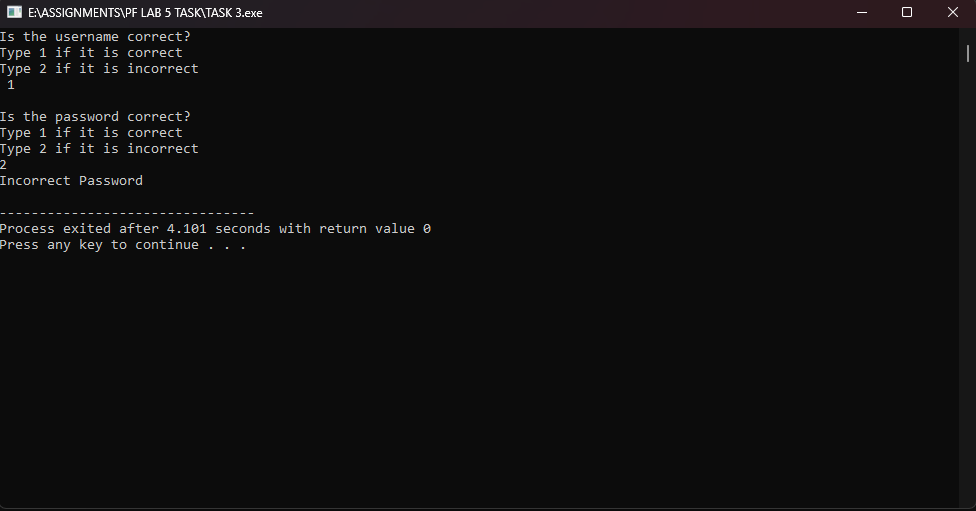 E:\ASSIGNMENTS\PF LAB 5 TASK\TASK 3.exe
Is the username correct?
Type 1 if it is correct
Type 2 if it is incorrect
 1

Is the password correct?
Type 1 if it is correct
Type 2 if it is incorrect
2
Incorrect Password

--------------------------------
Process exited after 4.101 seconds with return value 0
Press any key to continue . . .